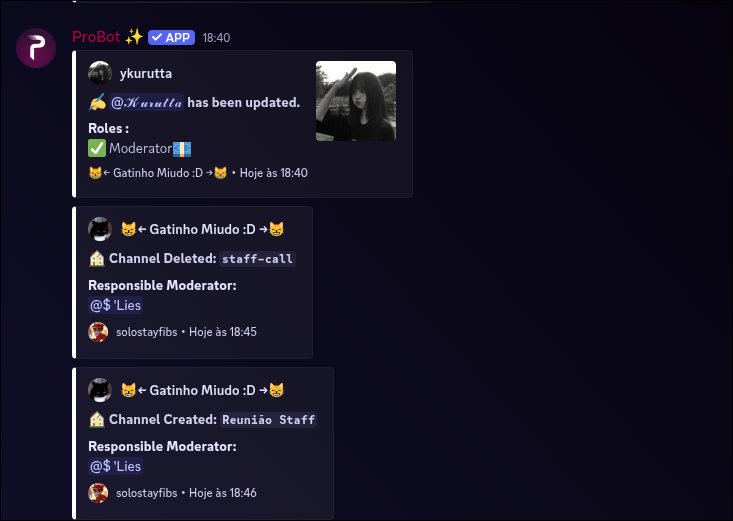 ProBot ✨ ✓ APP 18:40
ykurutta
✍️ @𝓚𝓾𝓻𝓾𝓽𝓽𝓪 has been updated.
Roles :
✅ Moderator
😸← Gatinho Miudo :D →😸 • Hoje às 18:40
😸← Gatinho Miudo :D →😸
🏠 Channel Deleted: staff-call
Responsible Moderator:
@$ 'Lies
solostayfibs • Hoje às 18:45
😸← Gatinho Miudo :D →😸
🏠 Channel Created: Reunião Staff
Responsible Moderator:
@$ 'Lies
solostayfibs • Hoje às 18:46